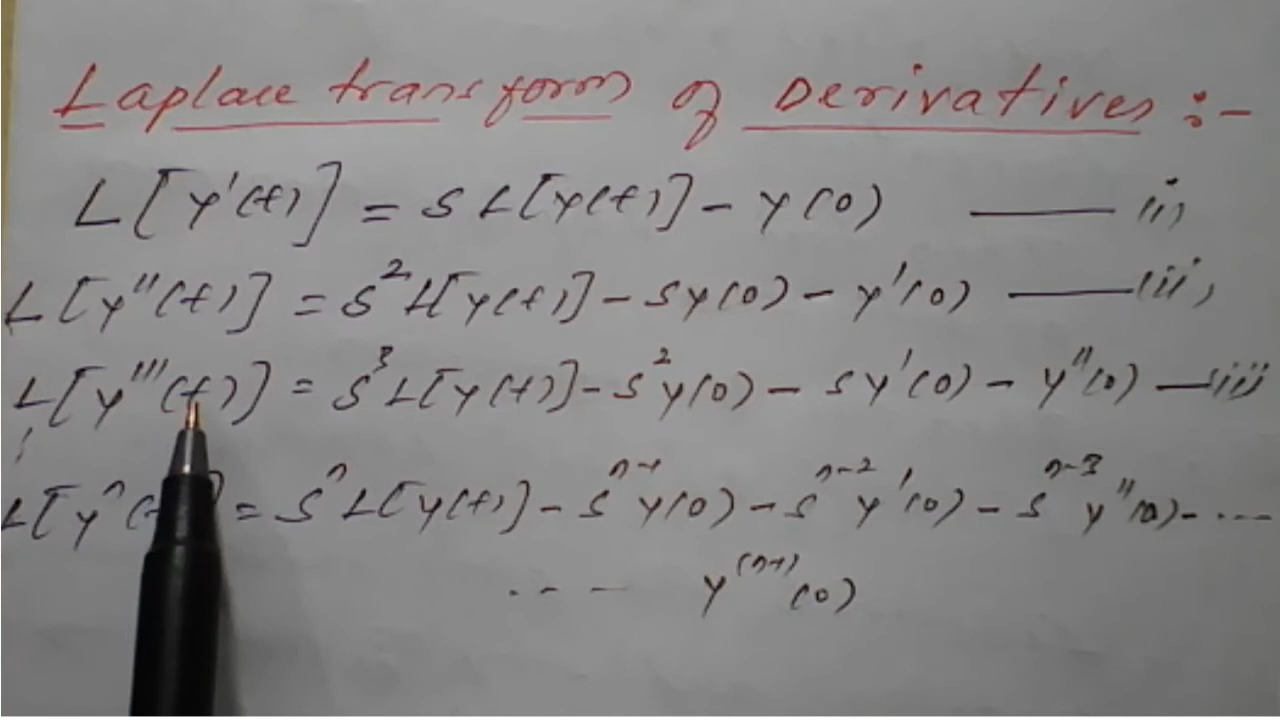 Laplace transform of Derivatives :-
L[y'(t)] = S L[y(t)] - y(0) —— (i)
L[y''(t)] = S² L[y(t)] - S y(0) - y'(0) —— (ii)
L[y'''(t)] = S³ L[y(t)] - S² y(0) - S y'(0) - y''(0) — (iii
L[yⁿ(t)] = Sⁿ L[y(t)] - Sⁿ⁻¹ y(0) - Sⁿ⁻² y'(0) - Sⁿ⁻³ y''(0) - ....
.... y⁽ⁿ⁻¹⁾(0)